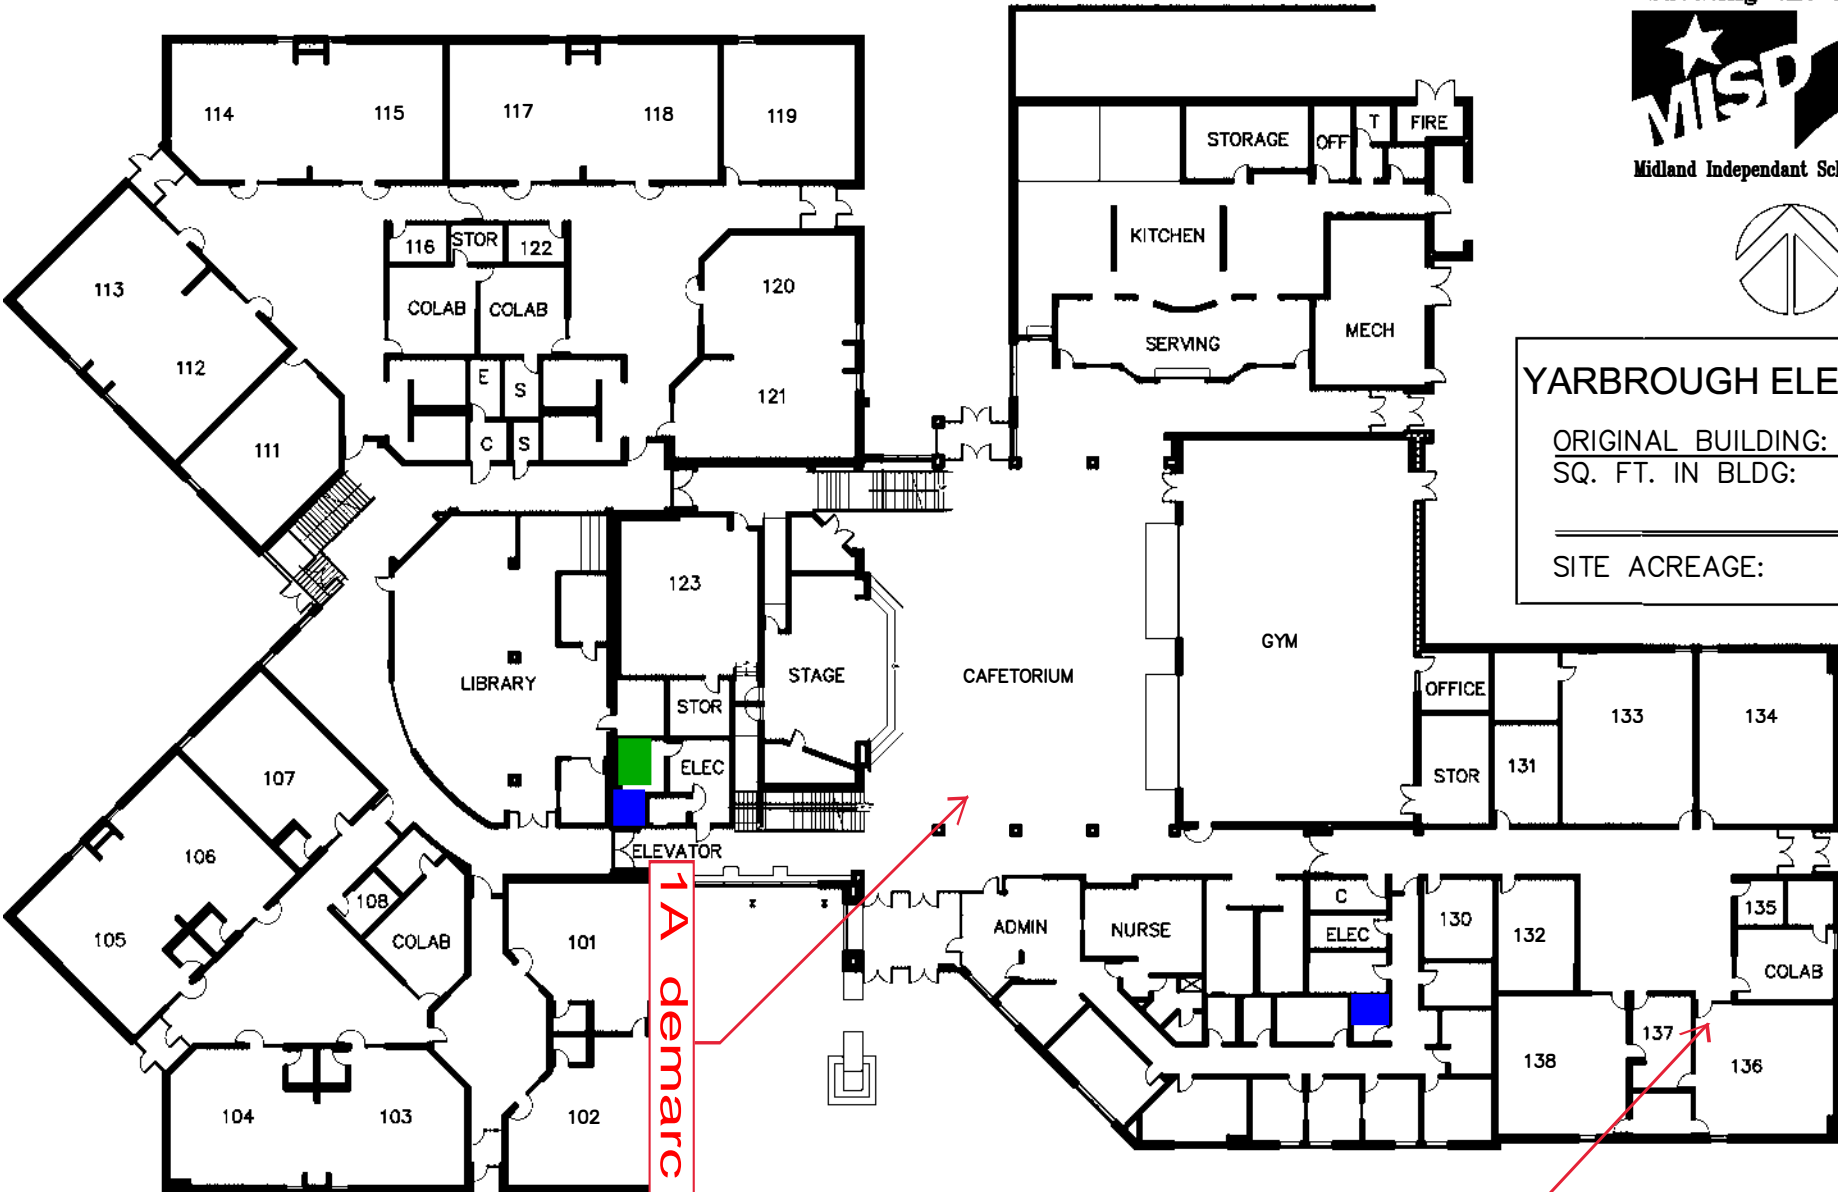 MISD
Midland Independant Sch
114
115
117
118
119
STORAGE
OFF
T
FIRE
116
STOR
122
KITCHEN
113
COLAB
COLAB
120
SERVING
MECH
112
E
S
121
YARBROUGH ELE
111
C
S
ORIGINAL BUILDING:
SQ. FT. IN BLDG:
SITE ACREAGE:
123
GYM
LIBRARY
STAGE
CAFETORIUM
OFFICE
STOR
133
134
107
ELEC
STOR
131
106
ELEVATOR
108
C
105
COLAB
101
ADMIN
NURSE
ELEC
130
132
135
COLAB
1A demarc
137
138
136
104
103
102